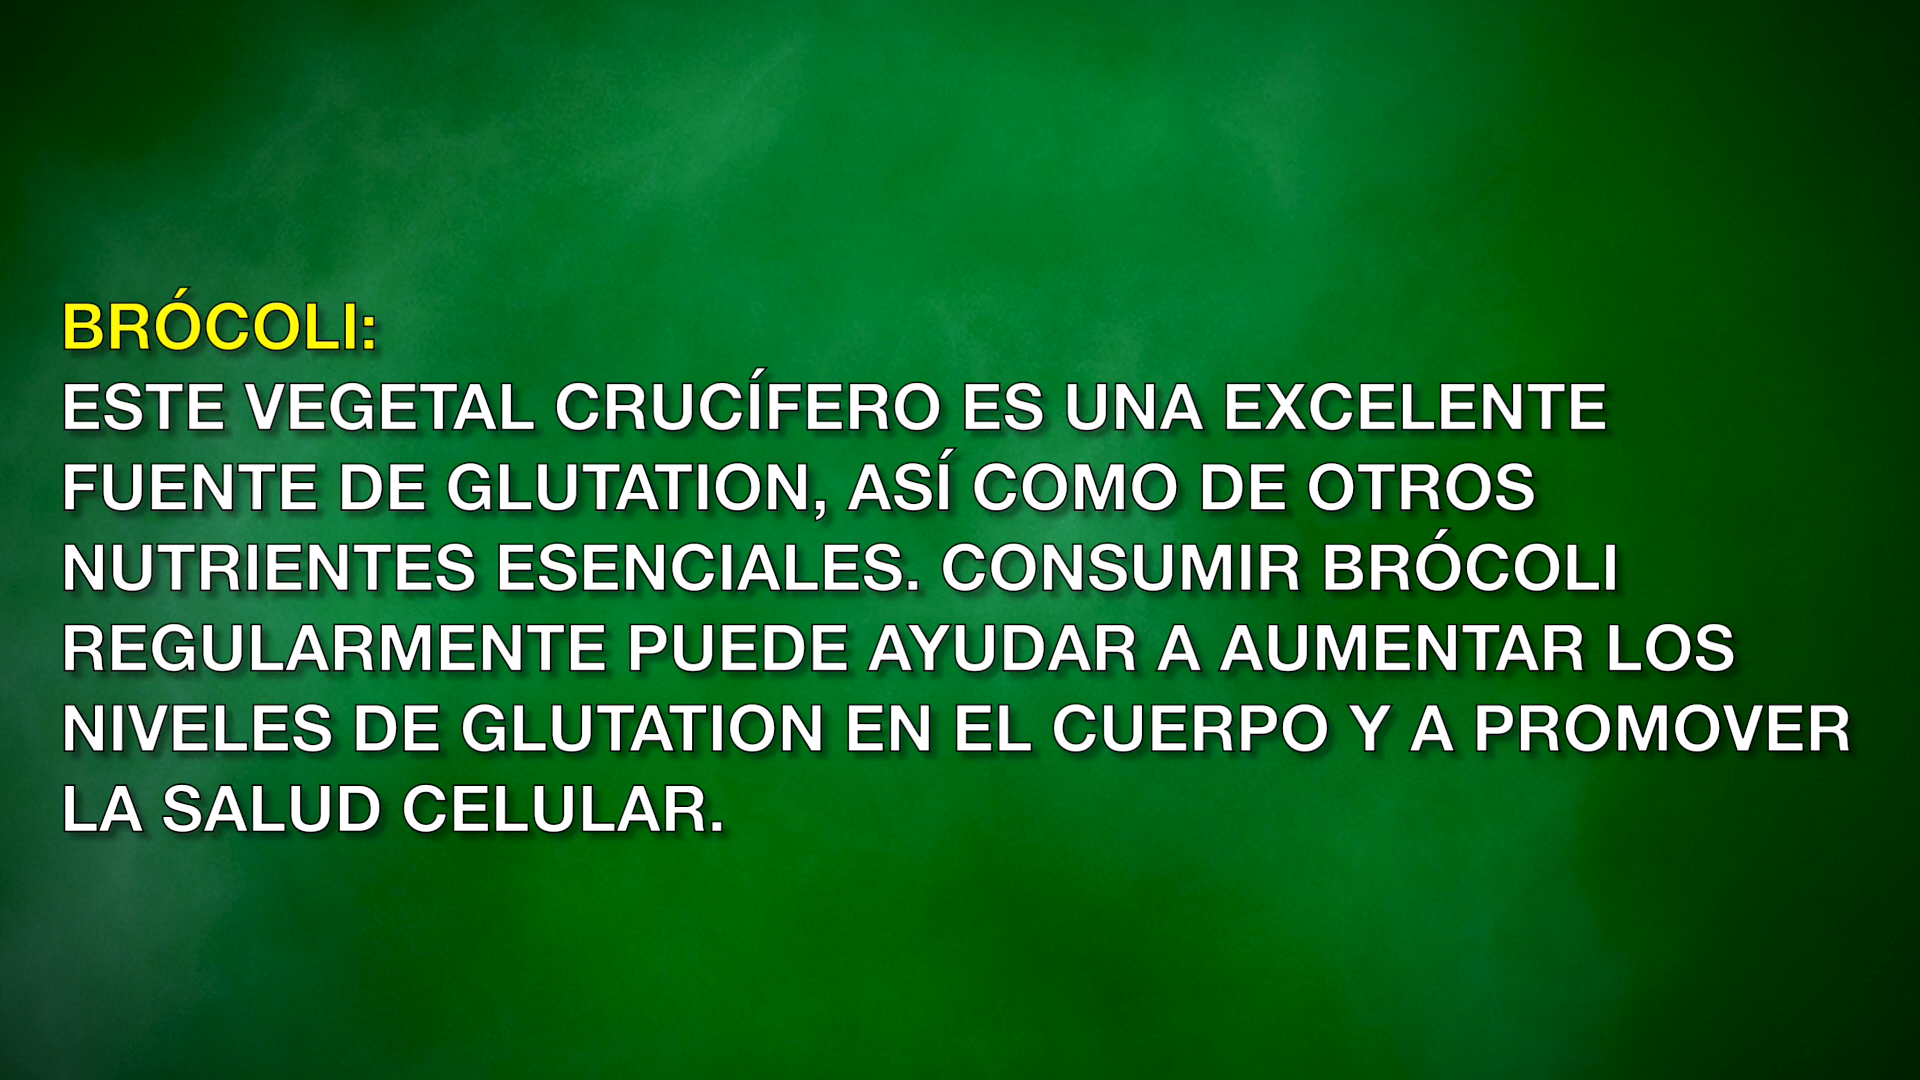 BRÓCOLI:
ESTE VEGETAL CRUCÍFERO ES UNA EXCELENTE
FUENTE DE GLUTATION, ASÍ COMO DE OTROS
NUTRIENTES ESENCIALES. CONSUMIR BRÓCOLI
REGULARMENTE PUEDE AYUDAR A AUMENTAR LOS
NIVELES DE GLUTATION EN EL CUERPO Y A PROMOVER
LA SALUD CELULAR.